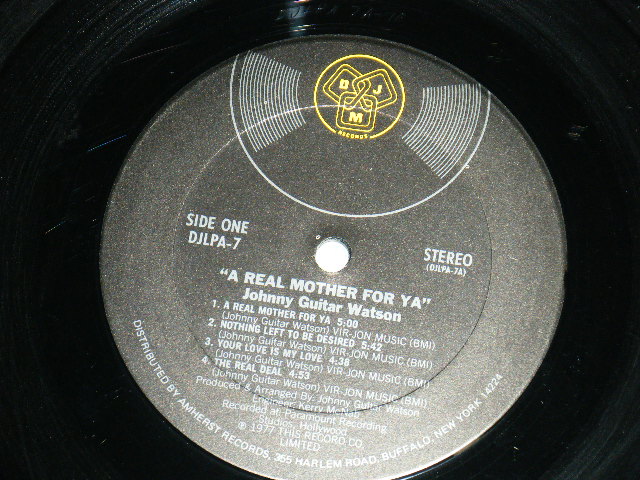 D J M
RECORDS
SIDE ONE
DJLPA-7
STEREO
(DJLPA-7A)
"A REAL MOTHER FOR YA"
Johnny Guitar Watson
1. A REAL MOTHER FOR YA 5:00
(Johnny Guitar Watson) VIR-JON MUSIC (BMI)
2. NOTHING LEFT TO BE DESIRED 5:42
(Johnny Guitar Watson) VIR-JON MUSIC (BMI)
3. YOUR LOVE IS MY LOVE 4:38
(Johnny Guitar Watson) VIR-JON MUSIC (BMI)
4. THE REAL DEAL 4:53
(Johnny Guitar Watson) VIR-JON MUSIC (BMI)
Produced & Arranged By: Johnny Guitar Watson
Engineer: Kerry
Recorded at Paramount Recording
Studios, Hollywood
℗ 1977 THIS RECORD CO.
LIMITED
DISTRIBUTED BY AMHERST RECORDS, 355 HARLEM ROAD, BUFFALO, NEW YORK 14224